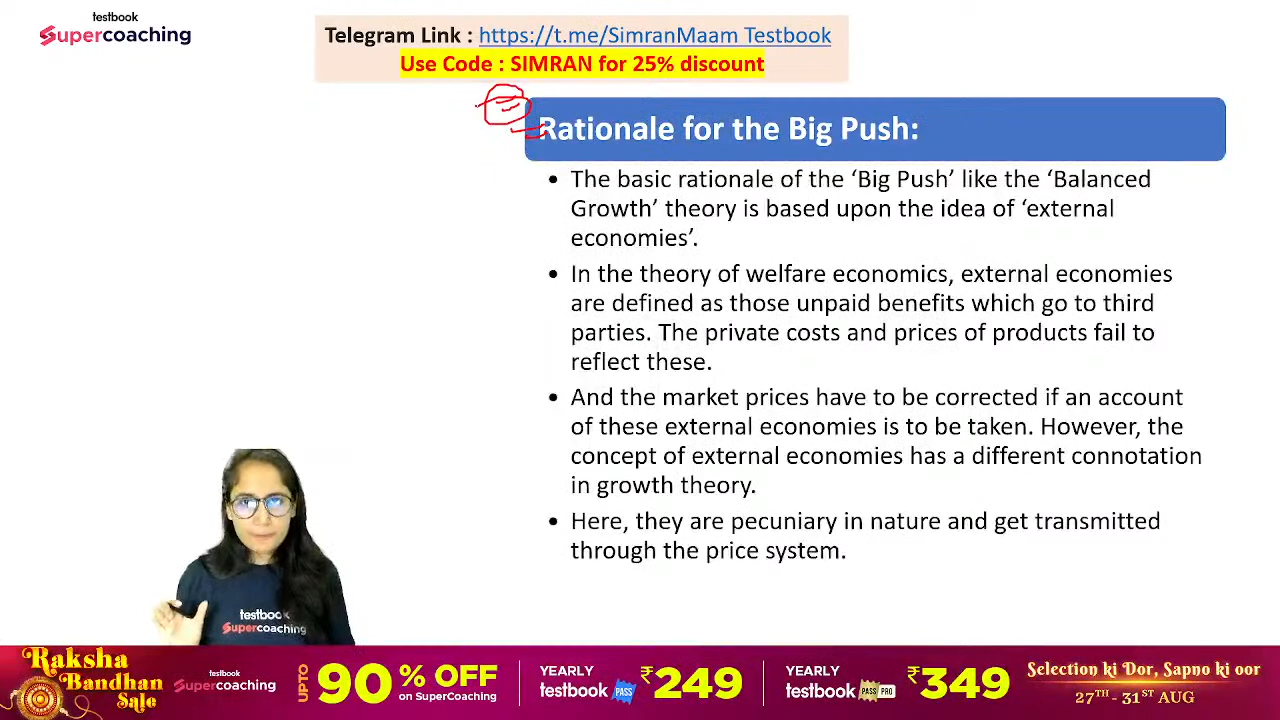 testbook
Supercoaching
Telegram Link : https://t.me/SimranMaam Testbook
Use Code : SIMRAN for 25% discount
Rationale for the Big Push:
• The basic rationale of the ‘Big Push’ like the ‘Balanced
Growth’ theory is based upon the idea of ‘external
economies’.
• In the theory of welfare economics, external economies
are defined as those unpaid benefits which go to third
parties. The private costs and prices of products fail to
reflect these.
• And the market prices have to be corrected if an account
of these external economies is to be taken. However, the
concept of external economies has a different connotation
in growth theory.
• Here, they are pecuniary in nature and get transmitted
through the price system.
testbook
Supercoaching
Raksha
Bandhan
Sale
testbook
Supercoaching
UPTO
90% OFF
on SuperCoaching
YEARLY
testbook PASS
₹249
YEARLY
testbook PASS PRO
₹349
Selection ki Dor, Sapno ki oor
27TH - 31ST AUG